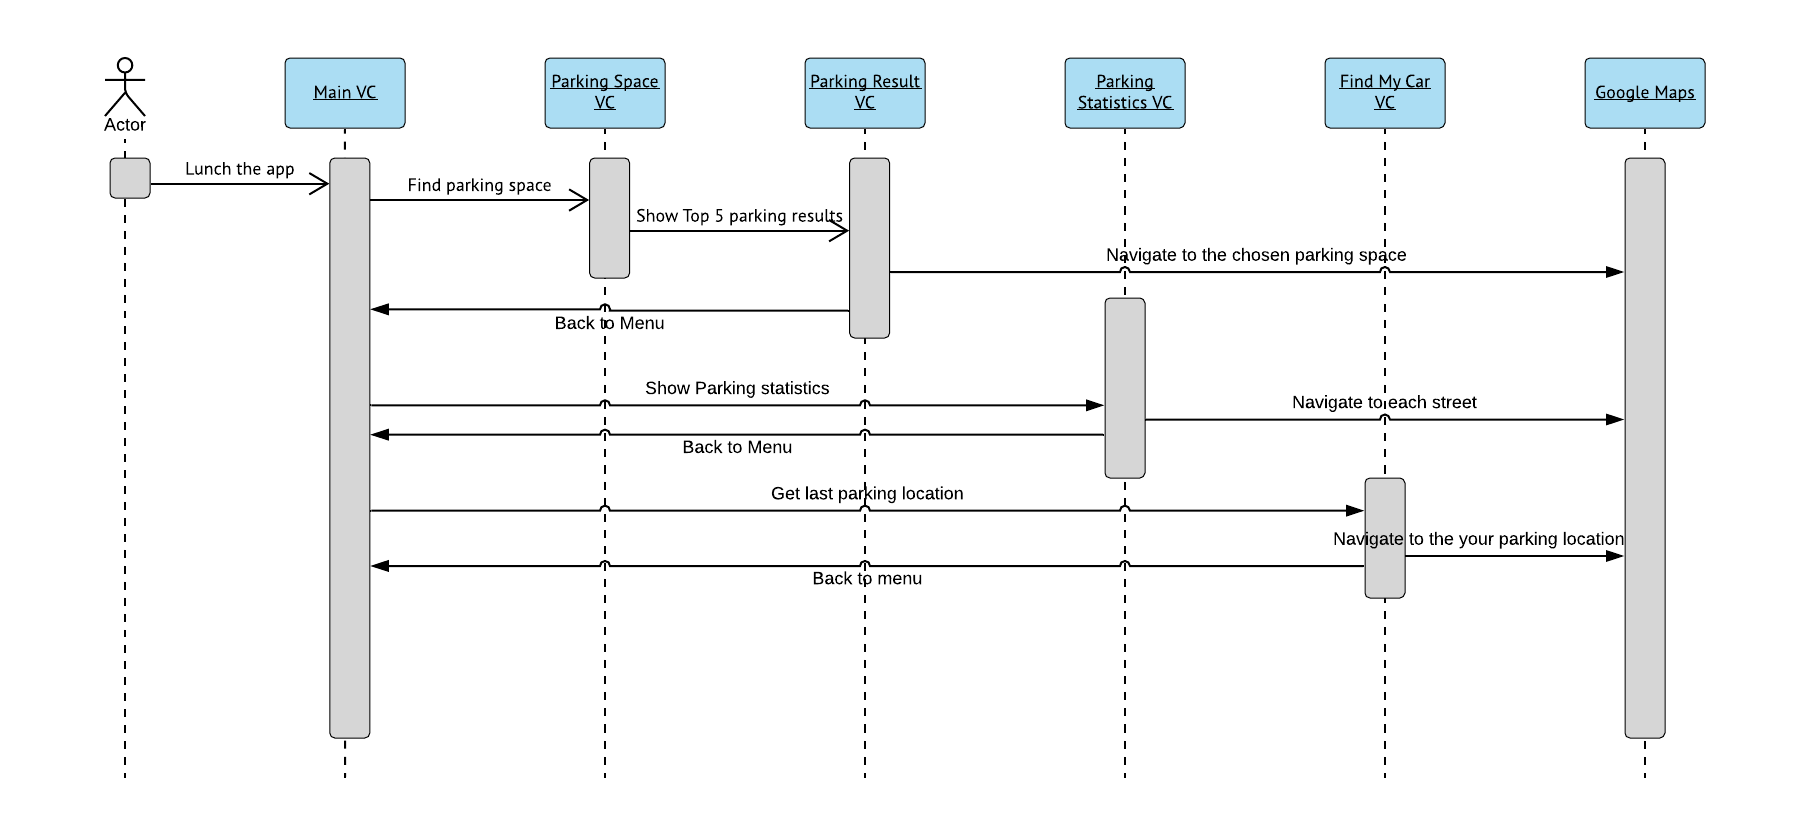 Actor
Main VC
Parking Space
VC
Parking Result
VC
Parking
Statistics VC
Find My Car
VC
Google Maps
Lunch the app
Find parking space
Show Top 5 parking results
Navigate to the chosen parking space
Back to Menu
Show Parking statistics
Navigate to each street
Back to Menu
Get last parking location
Navigate to the your parking location
Back to menu